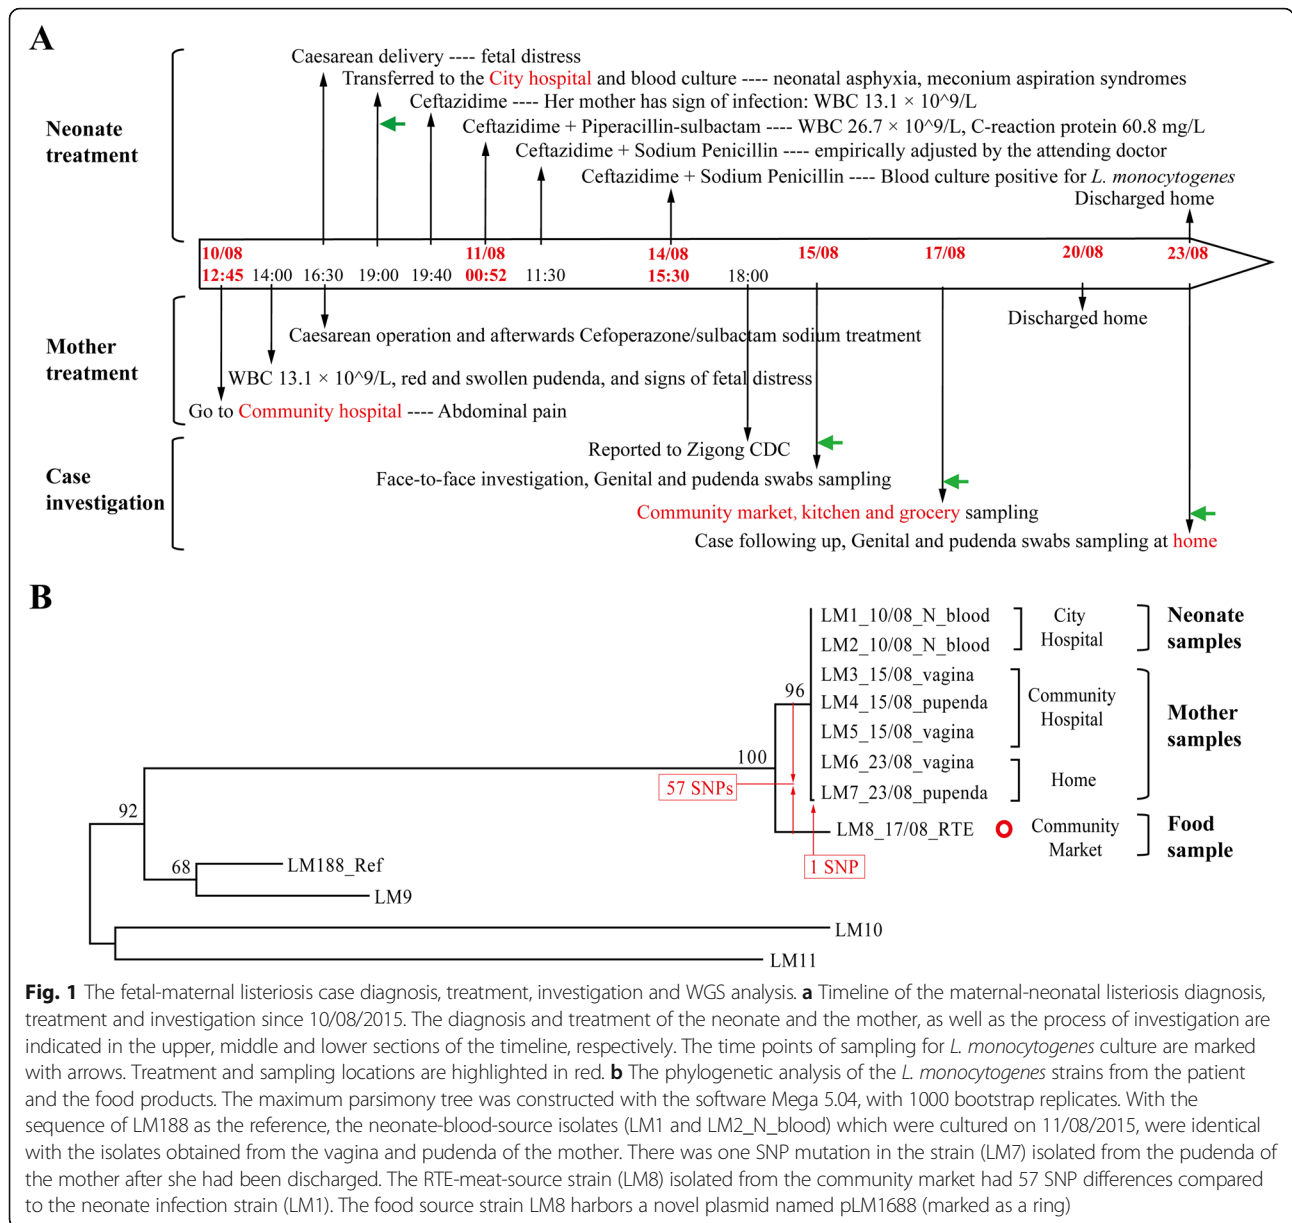 A
Caesarean delivery ---- fetal distress
Transferred to the City hospital and blood culture ---- neonatal asphyxia, meconium aspiration syndromes
Ceftazidime ---- Her mother has sign of infection: WBC 13.1 × 10^9/L
Neonate
treatment
Ceftazidime + Piperacillin-sulbactam ---- WBC 26.7 × 10^9/L, C-reaction protein 60.8 mg/L
Ceftazidime + Sodium Penicillin ---- empirically adjusted by the attending doctor
Ceftazidime + Sodium Penicillin ---- Blood culture positive for L. monocytogenes
Discharged home
10/08 11/08 14/08 15/08 17/08 20/08 23/08
12:45 14:00 16:30 19:00 19:40 00:52 11:30 15:30 18:00
Discharged home
Caesarean operation and afterwards Cefoperazone/sulbactam sodium treatment
Mother
treatment
WBC 13.1 × 10^9/L, red and swollen pudenda, and signs of fetal distress
Go to Community hospital ---- Abdominal pain
Reported to Zigong CDC
Case
investigation
Face-to-face investigation, Genital and pudenda swabs sampling
Community market, kitchen and grocery sampling
Case following up, Genital and pudenda swabs sampling at home
B
LM1_10/08_N_blood
LM2_10/08_N_blood
City
Hospital
Neonate
samples
LM3_15/08_vagina
LM4_15/08_pupenda
LM5_15/08_vagina
Community
Hospital
LM6_23/08_vagina
LM7_23/08_pupenda
Home
Mother
samples
LM8_17/08_RTE
Community
Market
Food
sample
96
100
57 SNPs
1 SNP
92
68
LM188_Ref
LM9
LM10
LM11
Fig. 1 The fetal-maternal listeriosis case diagnosis, treatment, investigation and WGS analysis. a Timeline of the maternal-neonatal listeriosis diagnosis,
treatment and investigation since 10/08/2015. The diagnosis and treatment of the neonate and the mother, as well as the process of investigation are
indicated in the upper, middle and lower sections of the timeline, respectively. The time points of sampling for L. monocytogenes culture are marked
with arrows. Treatment and sampling locations are highlighted in red. b The phylogenetic analysis of the L. monocytogenes strains from the patient
and the food products. The maximum parsimony tree was constructed with the software Mega 5.04, with 1000 bootstrap replicates. With the
sequence of LM188 as the reference, the neonate-blood-source isolates (LM1 and LM2_N_blood) which were cultured on 11/08/2015, were identical
with the isolates obtained from the vagina and pudenda of the mother. There was one SNP mutation in the strain (LM7) isolated from the pudenda of
the mother after she had been discharged. The RTE-meat-source strain (LM8) isolated from the community market had 57 SNP differences compared
to the neonate infection strain (LM1). The food source strain LM8 harbors a novel plasmid named pLM1688 (marked as a ring)